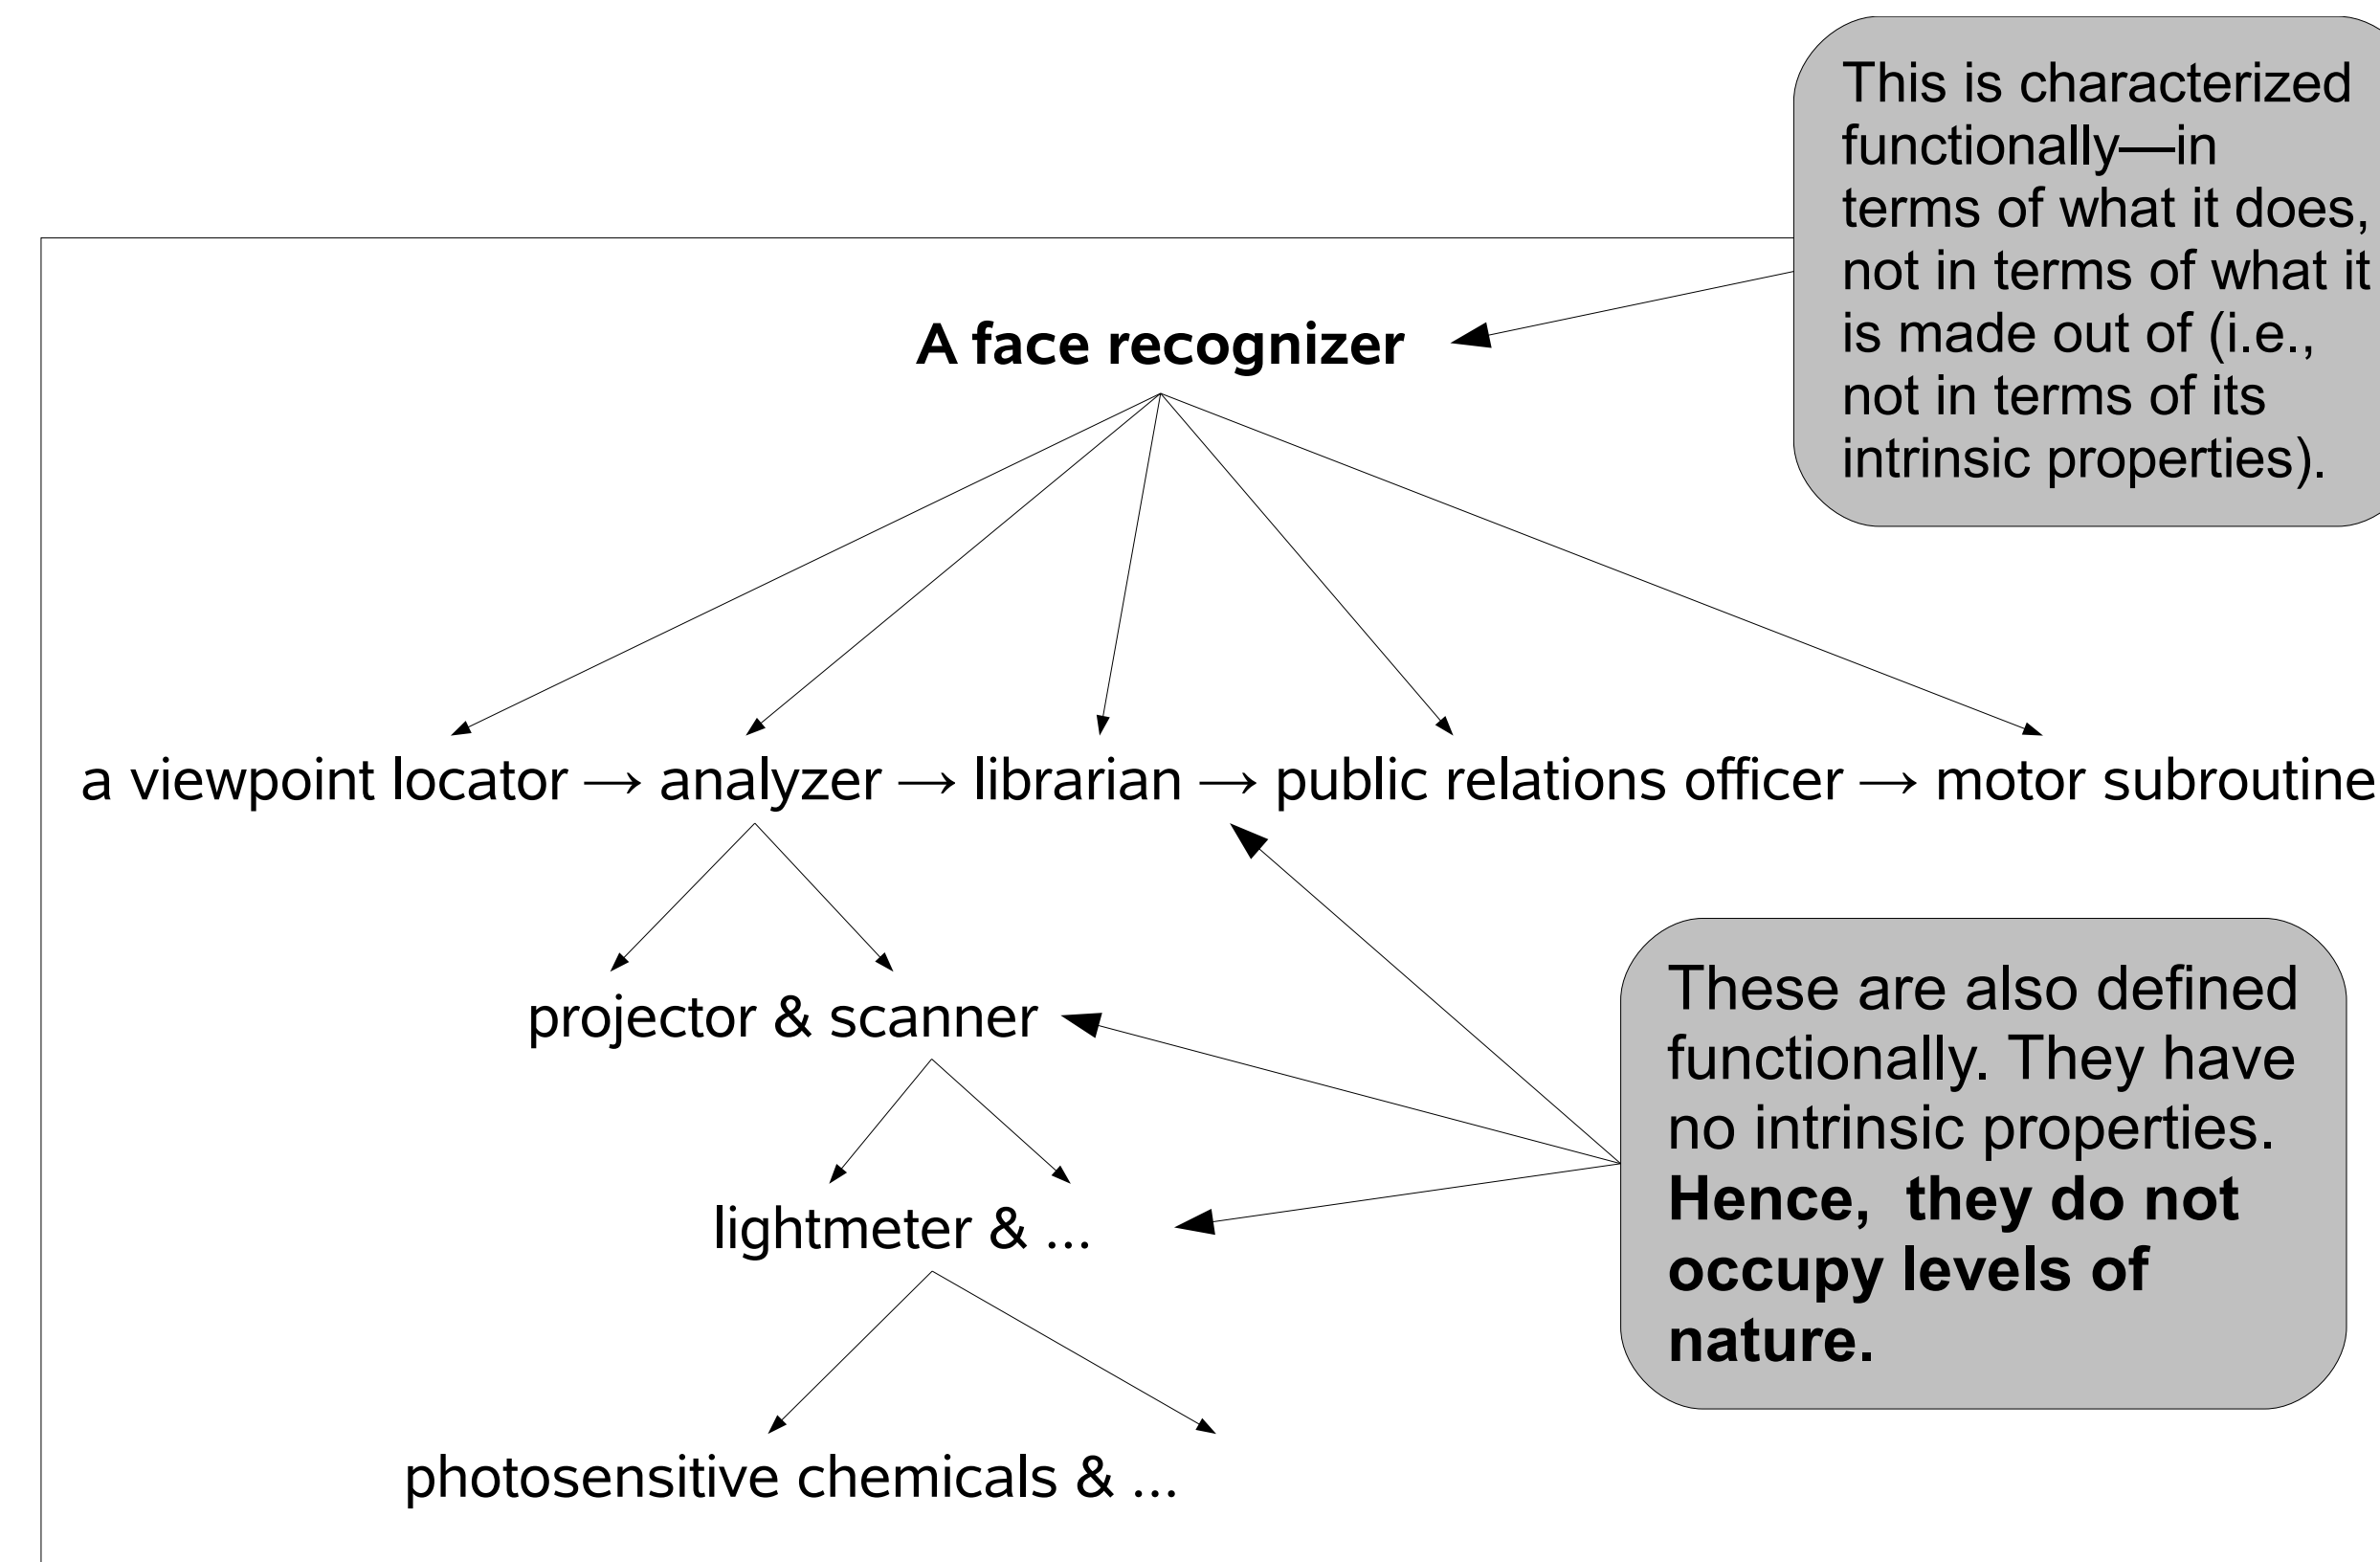 This is characterized
functionally—in
terms of what it does,
not in terms of what it
is made out of (i.e.,
not in terms of its
intrinsic properties).
A face recognizer
a viewpoint locator → analyzer → librarian → public relations officer → motor subroutine
projector & scanner
These are also defined
functionally. They have
no intrinsic properties.
Hence,  they do not
occupy levels of
nature.
lightmeter & ...
photosensitive chemicals & ...